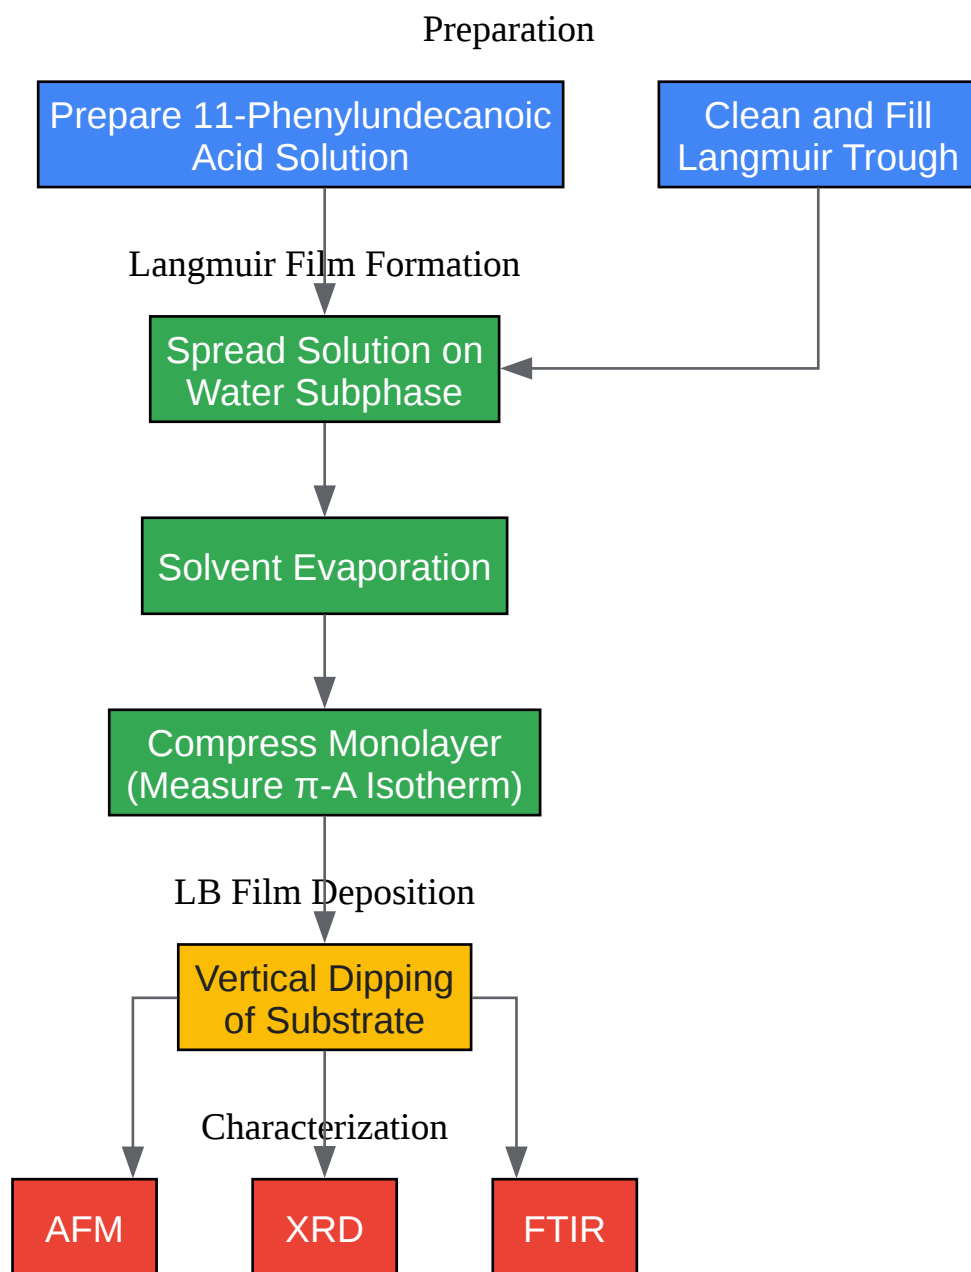 Preparation
Prepare 11-Phenylundecanoic
Acid Solution
Clean and Fill
Langmuir Trough
Langmuir Film Formation
Spread Solution on
Water Subphase
Solvent Evaporation
Compress Monolayer
(Measure π-A Isotherm)
LB Film Deposition
Vertical Dipping
of Substrate
Characterization
AFM
XRD
FTIR